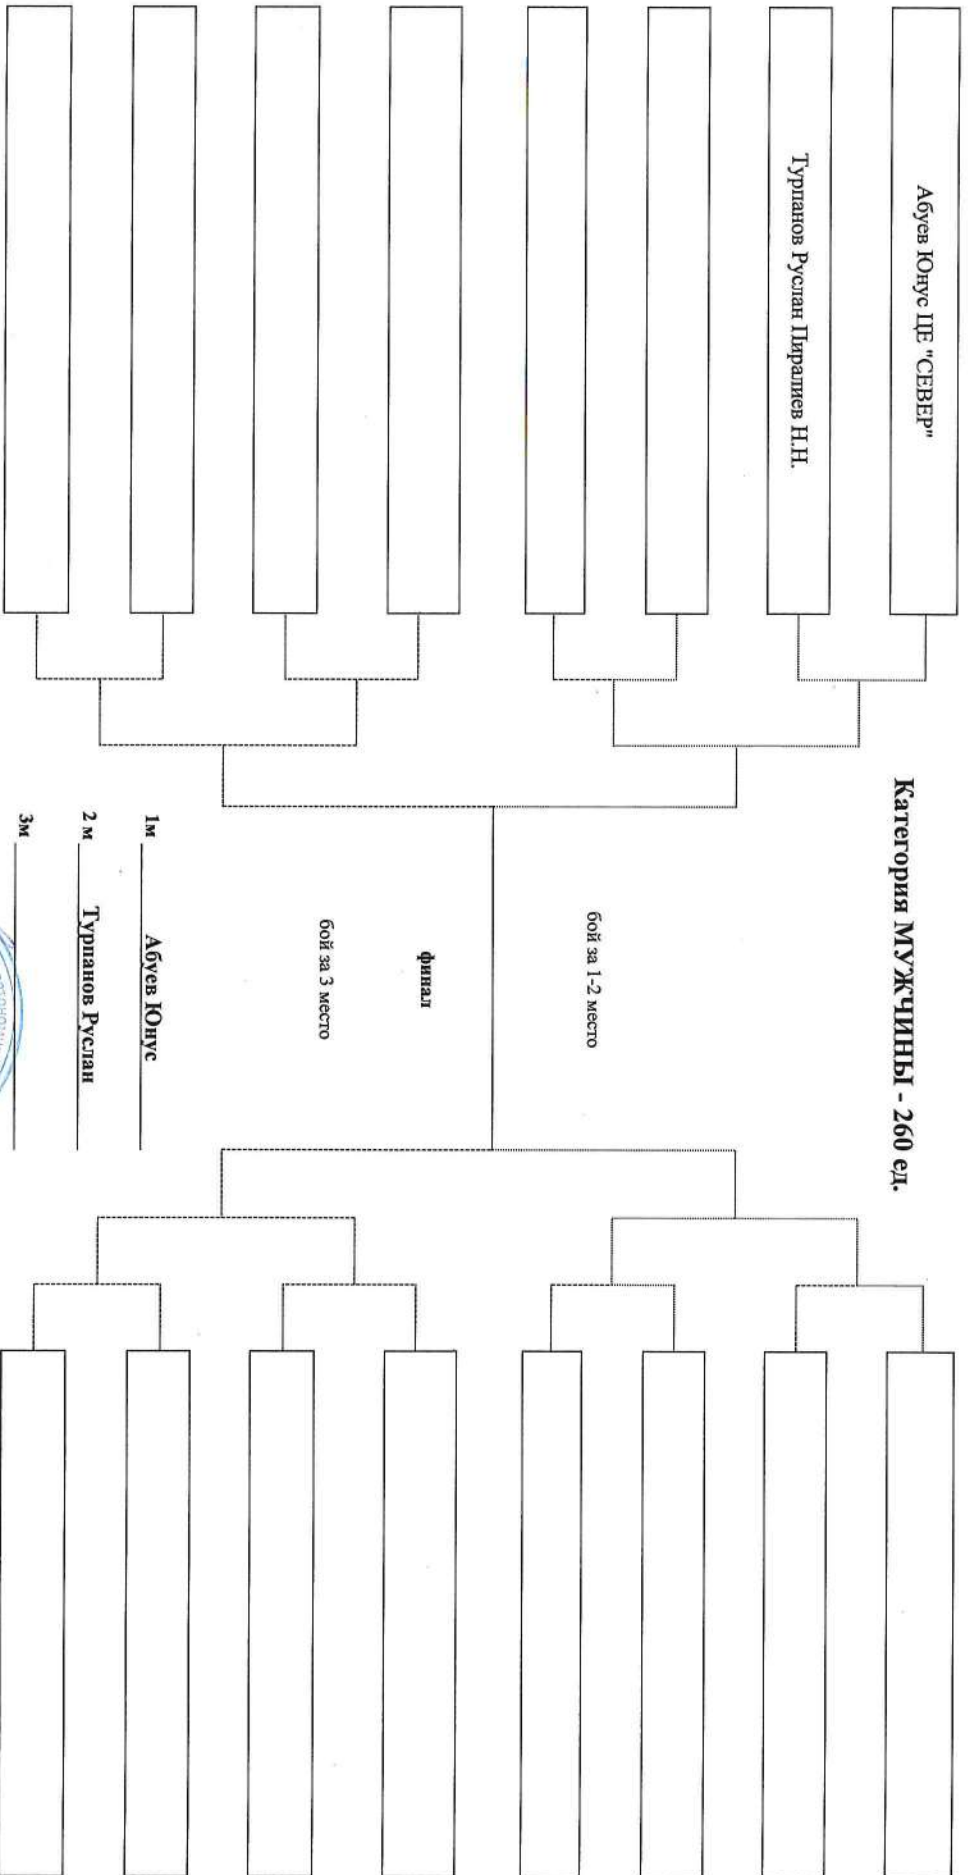 Категория МУЖЧИНЫ - 260 ед.
Абуев Юнус ЦЕ "СЕВЕР"
Турпанов Руслан Пиралиев Н.Н.
бой за 1-2 место
финал
бой за 3 место
1м Абуев Юнус
2 м Турпанов Руслан
3м